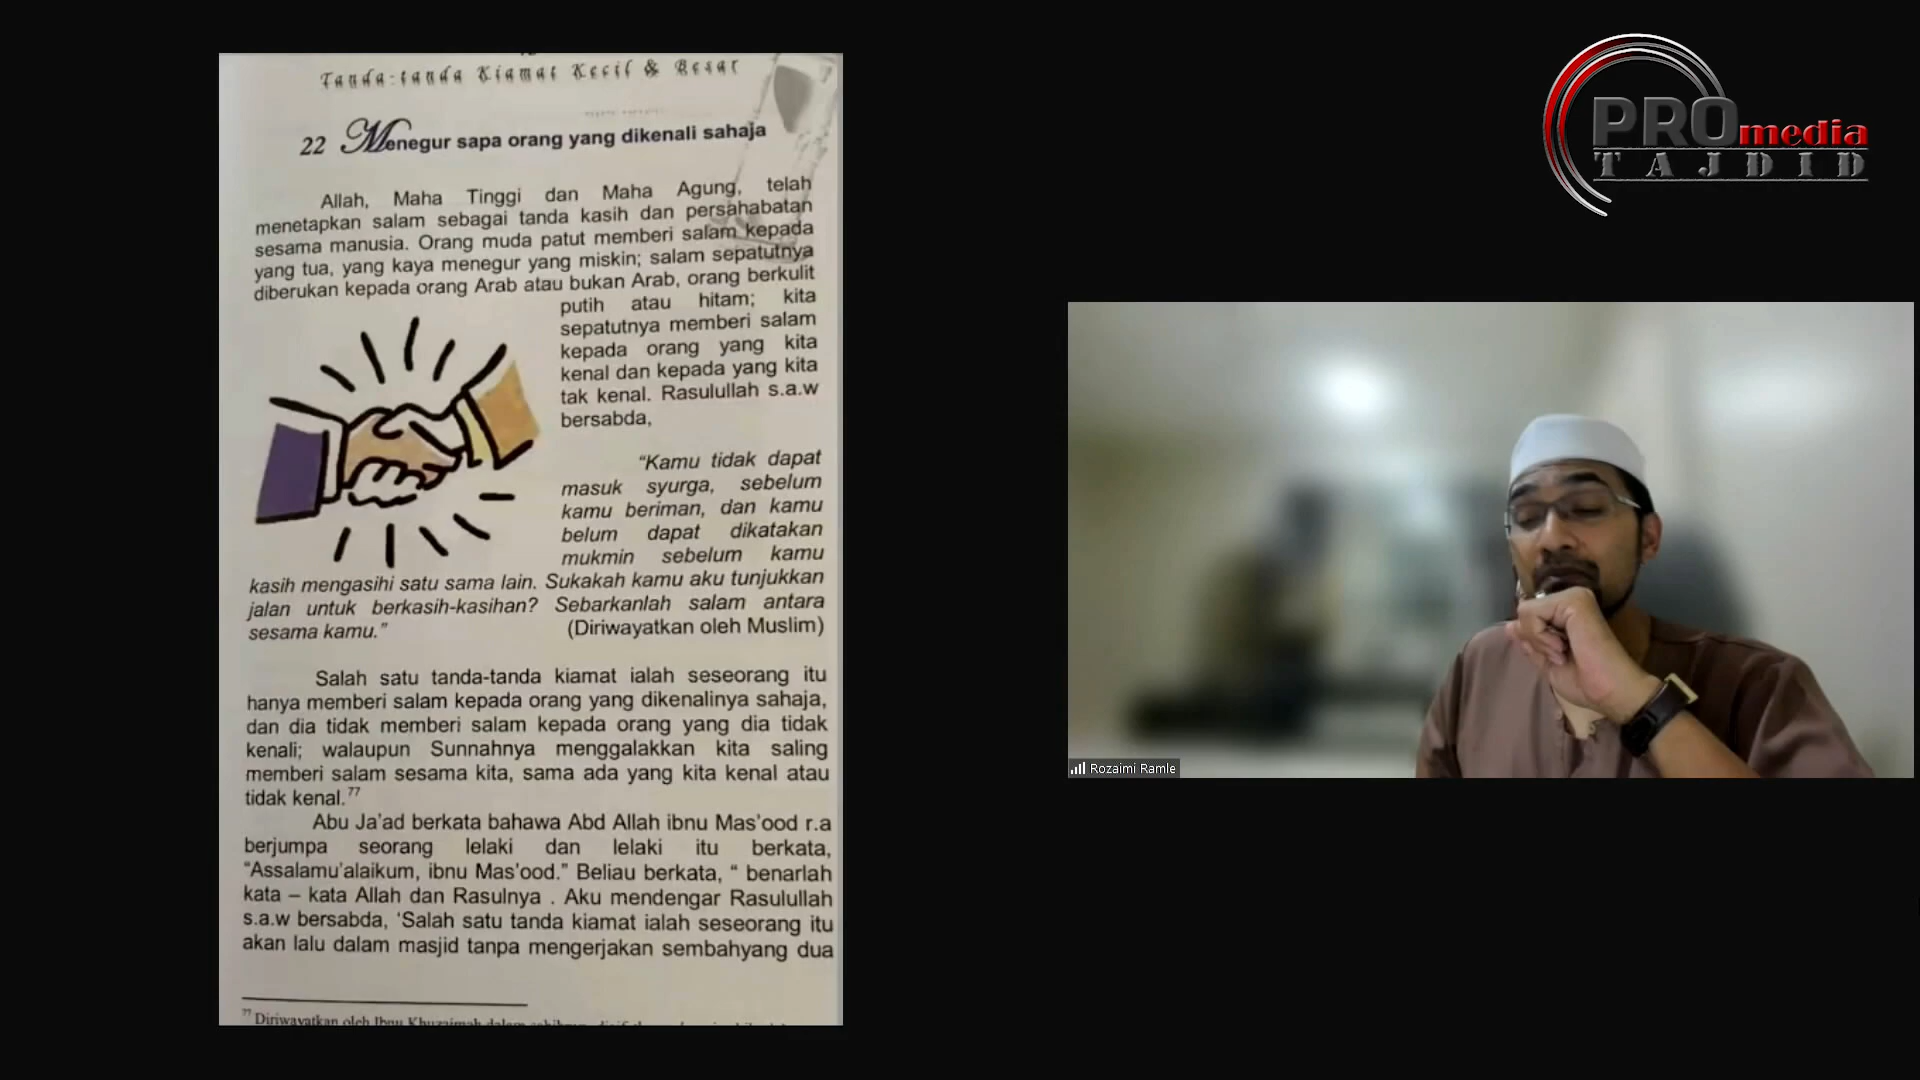 Tanda-tanda Kiamat Kecil & Besar
22 Menegur sapa orang yang dikenali sahaja
Allah, Maha Tinggi dan Maha Agung, telah
menetapkan salam sebagai tanda kasih dan persahabatan
sesama manusia. Orang muda patut memberi salam kepada
yang tua, yang kaya menegur yang miskin; salam sepatutnya
diberukan kepada orang Arab atau bukan Arab, orang berkulit
putih atau hitam; kita
sepatutnya memberi salam
kepada orang yang kita
kenal dan kepada yang kita
tak kenal. Rasulullah s.a.w
bersabda,
“Kamu tidak dapat
masuk syurga, sebelum
kamu beriman, dan kamu
belum dapat dikatakan
mukmin sebelum kamu
kasih mengasihi satu sama lain. Sukakah kamu aku tunjukkan
jalan untuk berkasih-kasihan? Sebarkanlah salam antara
sesama kamu.” (Diriwayatkan oleh Muslim)
Salah satu tanda-tanda kiamat ialah seseorang itu
hanya memberi salam kepada orang yang dikenalinya sahaja,
dan dia tidak memberi salam kepada orang yang dia tidak
kenali; walaupun Sunnahnya menggalakkan kita saling
memberi salam sesama kita, sama ada yang kita kenal atau
tidak kenal.77
Abu Ja’ad berkata bahawa Abd Allah ibnu Mas’ood r.a
berjumpa seorang lelaki dan lelaki itu berkata,
“Assalamu’alaikum, ibnu Mas’ood.” Beliau berkata, “ benarlah
kata – kata Allah dan Rasulnya . Aku mendengar Rasulullah
s.a.w bersabda, ‘Salah satu tanda kiamat ialah seseorang itu
akan lalu dalam masjid tanpa mengerjakan sembahyang dua
77 Diriwayatkan oleh Ibnu Khuzaimah dalam
PROmedia
TAJDID
Rozaimi Ramle